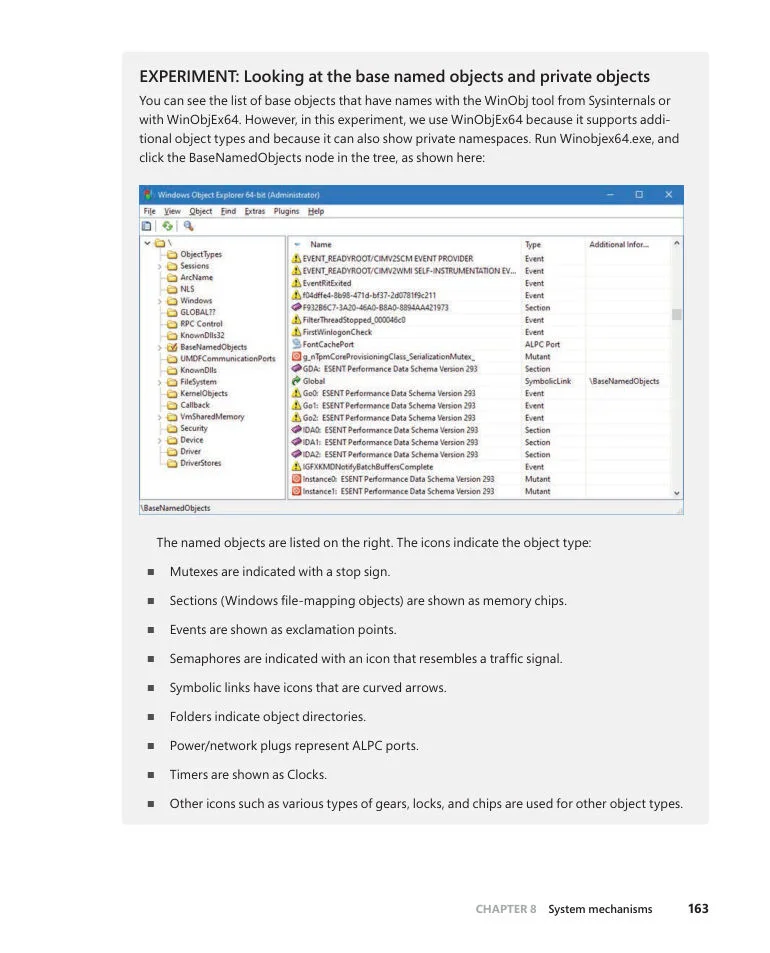 EXPERIMENT: Looking at the base named objects and private objects
You can see the list of base objects that have names with the WinObj tool from Sysinternals or
with WinObjEx64. However, in this experiment, we use WinObjEx64 because it supports addi-
tional object types and because it can also show private namespaces. Run Winobjex64.exe, and
click the BaseNamedObjects node in the tree, as shown here:
Windows Object Explorer 64-bit (Administrator)
File View Object Find Extras Plugins Help
\
ObjectTypes
Sessions
ArcName
NLS
Windows
GLOBAL??
RPC Control
KnownDlls32
BaseNamedObjects
UMDFCommunicationPorts
KnownDlls
FileSystem
KernelObjects
Callback
VmSharedMemory
Security
Device
Driver
DriverStores
Name Type Additional Infor...
EVENT_READYROOT/CIMV2SCM EVENT PROVIDER Event
EVENT_READYROOT/CIMV2WMI SELF-INSTRUMENTATION EV... Event
EventRitExited Event
f04dffe4-8b98-471d-bf37-2d0781f9c211 Event
F932B6C7-3A20-46A0-B8A0-8894AA421973 Section
FilterThreadStopped_000046c0 Event
FirstWinlogonCheck Event
FontCachePort ALPC Port
g_nTpmCoreProvisioningClass_SerializationMutex_ Mutant
GDA: ESENT Performance Data Schema Version 293 Section
Global SymbolicLink \BaseNamedObjects
Go0: ESENT Performance Data Schema Version 293 Event
Go1: ESENT Performance Data Schema Version 293 Event
Go2: ESENT Performance Data Schema Version 293 Event
IDA0: ESENT Performance Data Schema Version 293 Section
IDA1: ESENT Performance Data Schema Version 293 Section
IDA2: ESENT Performance Data Schema Version 293 Section
IGFXKMDNotifyBatchBuffersComplete Event
Instance0: ESENT Performance Data Schema Version 293 Mutant
Instance1: ESENT Performance Data Schema Version 293 Mutant
\BaseNamedObjects
The named objects are listed on the right. The icons indicate the object type:
■ Mutexes are indicated with a stop sign.
■ Sections (Windows file-mapping objects) are shown as memory chips.
■ Events are shown as exclamation points.
■ Semaphores are indicated with an icon that resembles a traffic signal.
■ Symbolic links have icons that are curved arrows.
■ Folders indicate object directories.
■ Power/network plugs represent ALPC ports.
■ Timers are shown as Clocks.
■ Other icons such as various types of gears, locks, and chips are used for other object types.
CHAPTER 8 System mechanisms 163